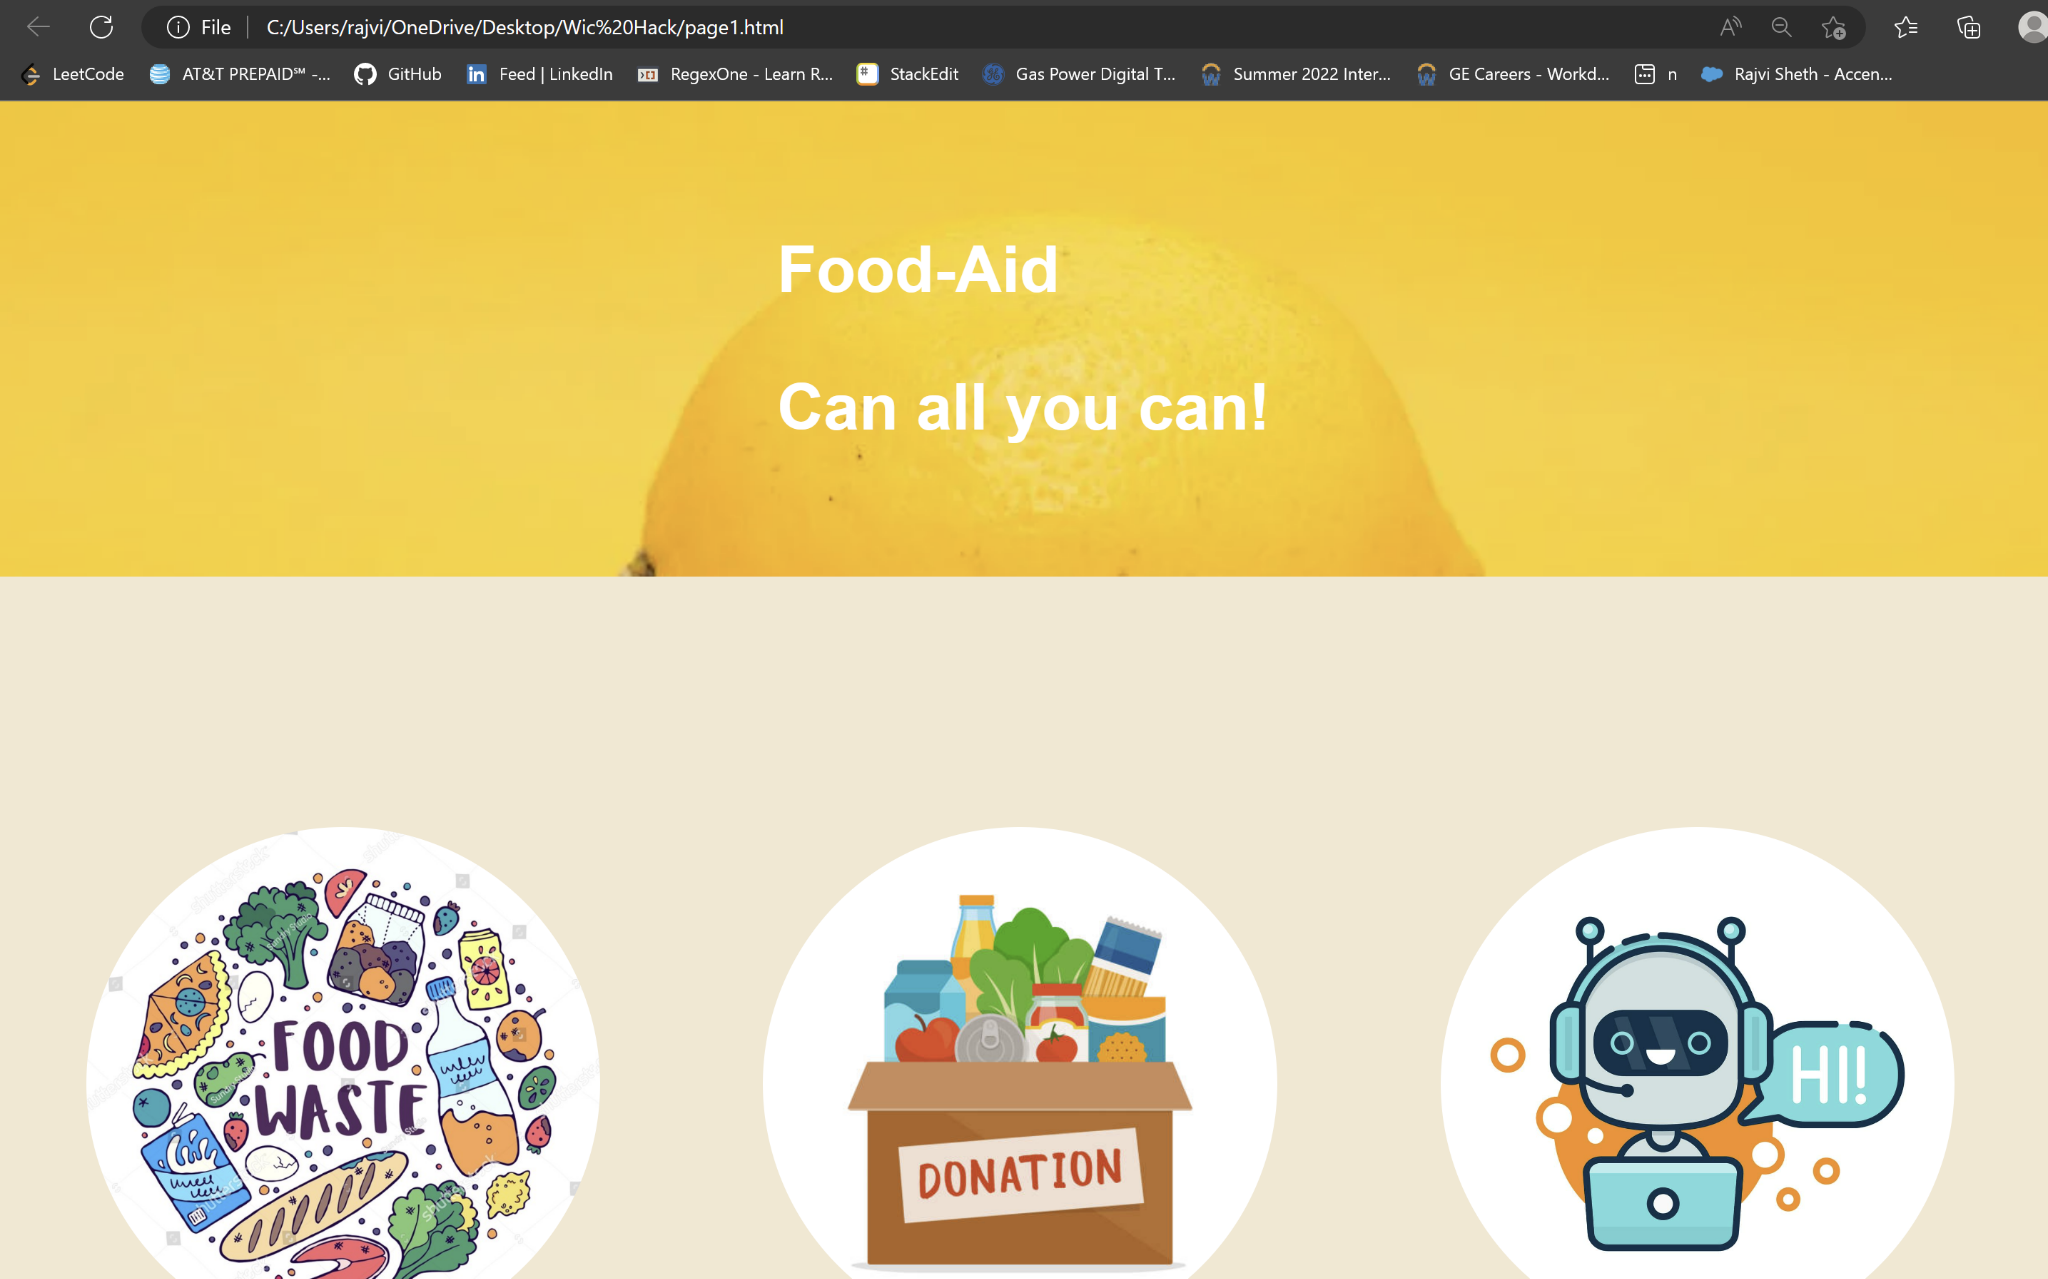 File C:/Users/rajvi/OneDrive/Desktop/Wic%20Hack/page1.html
LeetCode AT&T PREPAID℠ -... GitHub Feed | LinkedIn RegexOne - Learn R... StackEdit Gas Power Digital T... Summer 2022 Inter... GE Careers - Workd... n Rajvi Sheth - Accen...
Food-Aid
Can all you can!
FOOD
WASTE
DONATION
HI!